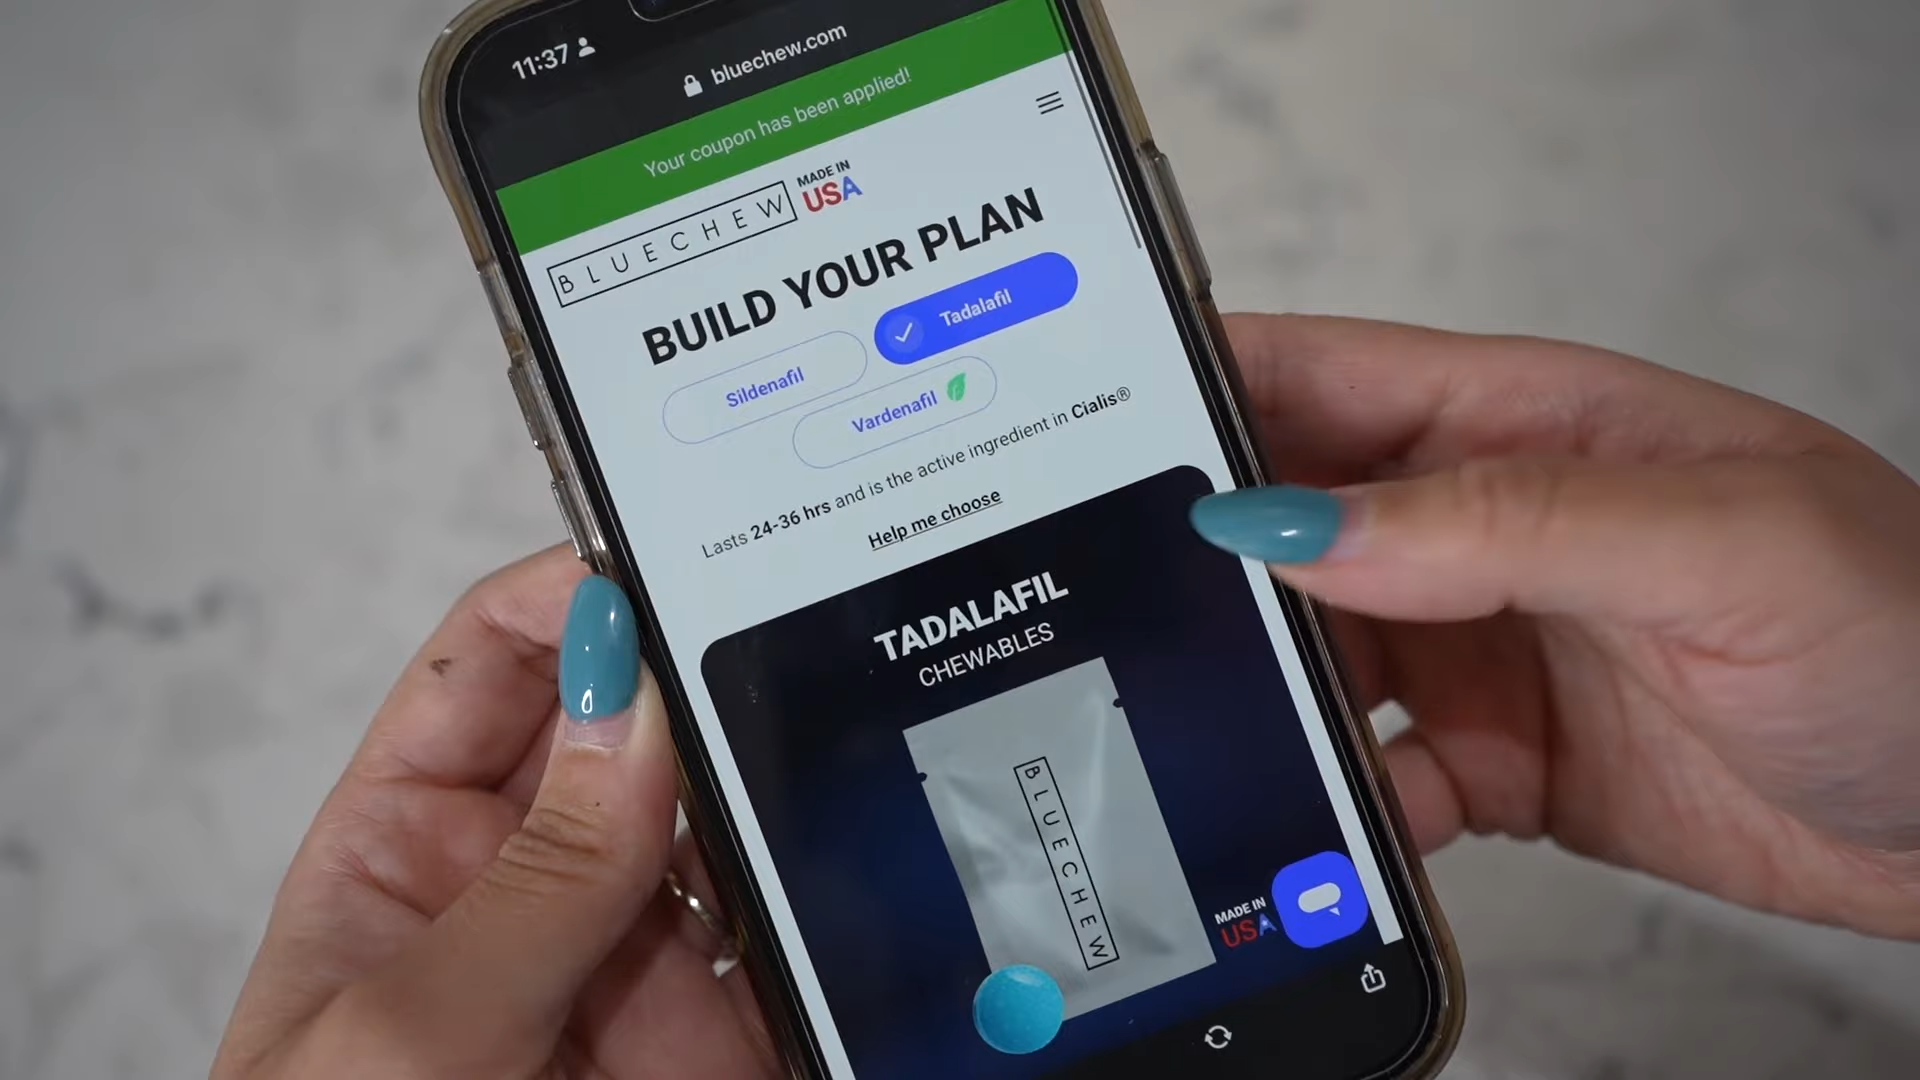 11:37
bluechew.com
Your coupon has been applied!
BLUECHEW
MADE IN
USA
BUILD YOUR PLAN
Sildenafil
Tadalafil
Vardenafil
Lasts 24-36 hrs and is the active ingredient in Cialis®
Help me choose
TADALAFIL
CHEWABLES
BLUECHEW
MADE IN
USA